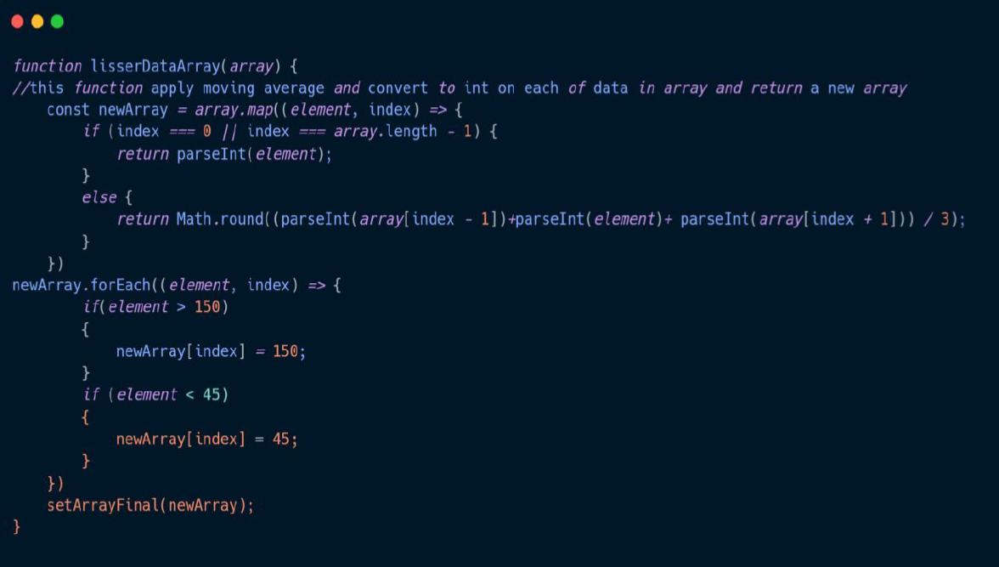 function lisserDataArray(array) {
//this function apply moving average and convert to int on each of data in array and return a new array
    const newArray = array.map((element, index) => {
        if (index === 0 || index === array.length - 1) {
            return parseInt(element);
        }
        else {
            return Math.round((parseInt(array[index - 1])+parseInt(element)+ parseInt(array[index + 1])) / 3);
        }
    })
newArray.forEach((element, index) => {
        if(element > 150)
        {
            newArray[index] = 150;
        }
        if (element < 45)
        {
            newArray[index] = 45;
        }
    })
    setArrayFinal(newArray);
}